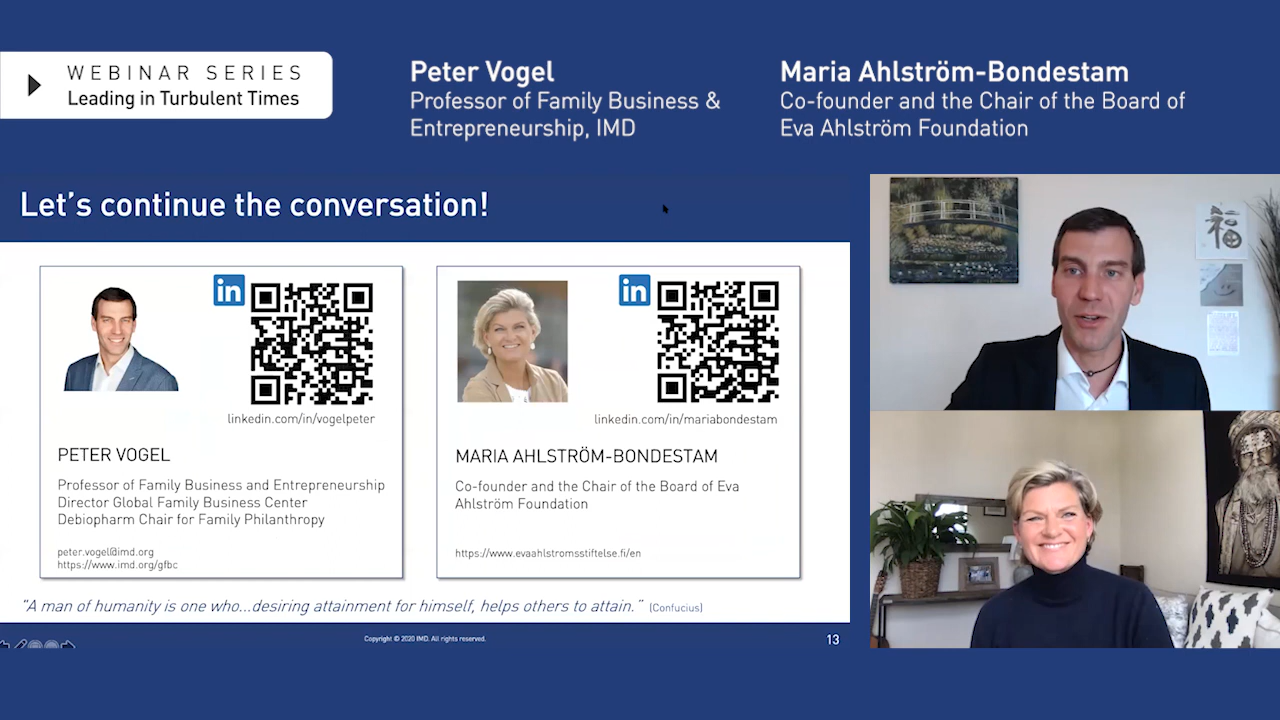 WEBINAR SERIES
Leading in Turbulent Times
Peter Vogel
Professor of Family Business &
Entrepreneurship, IMD
Maria Ahlström-Bondestam
Co-founder and the Chair of the Board of
Eva Ahlström Foundation
Let's continue the conversation!
in
linkedin.com/in/vogelpeter
PETER VOGEL
Professor of Family Business and Entrepreneurship
Director Global Family Business Center
Debiopharm Chair for Family Philanthropy
peter.vogel@imd.org
https://www.imd.org/gfbc
in
linkedin.com/in/mariabondestam
MARIA AHLSTRÖM-BONDESTAM
Co-founder and the Chair of the Board of Eva
Ahlström Foundation
https://www.evaahlstromsstiftelse.fi/en
"A man of humanity is one who...desiring attainment for himself, helps others to attain." (Confucius)
Copyright © 2020 IMD. All rights reserved.
13
福